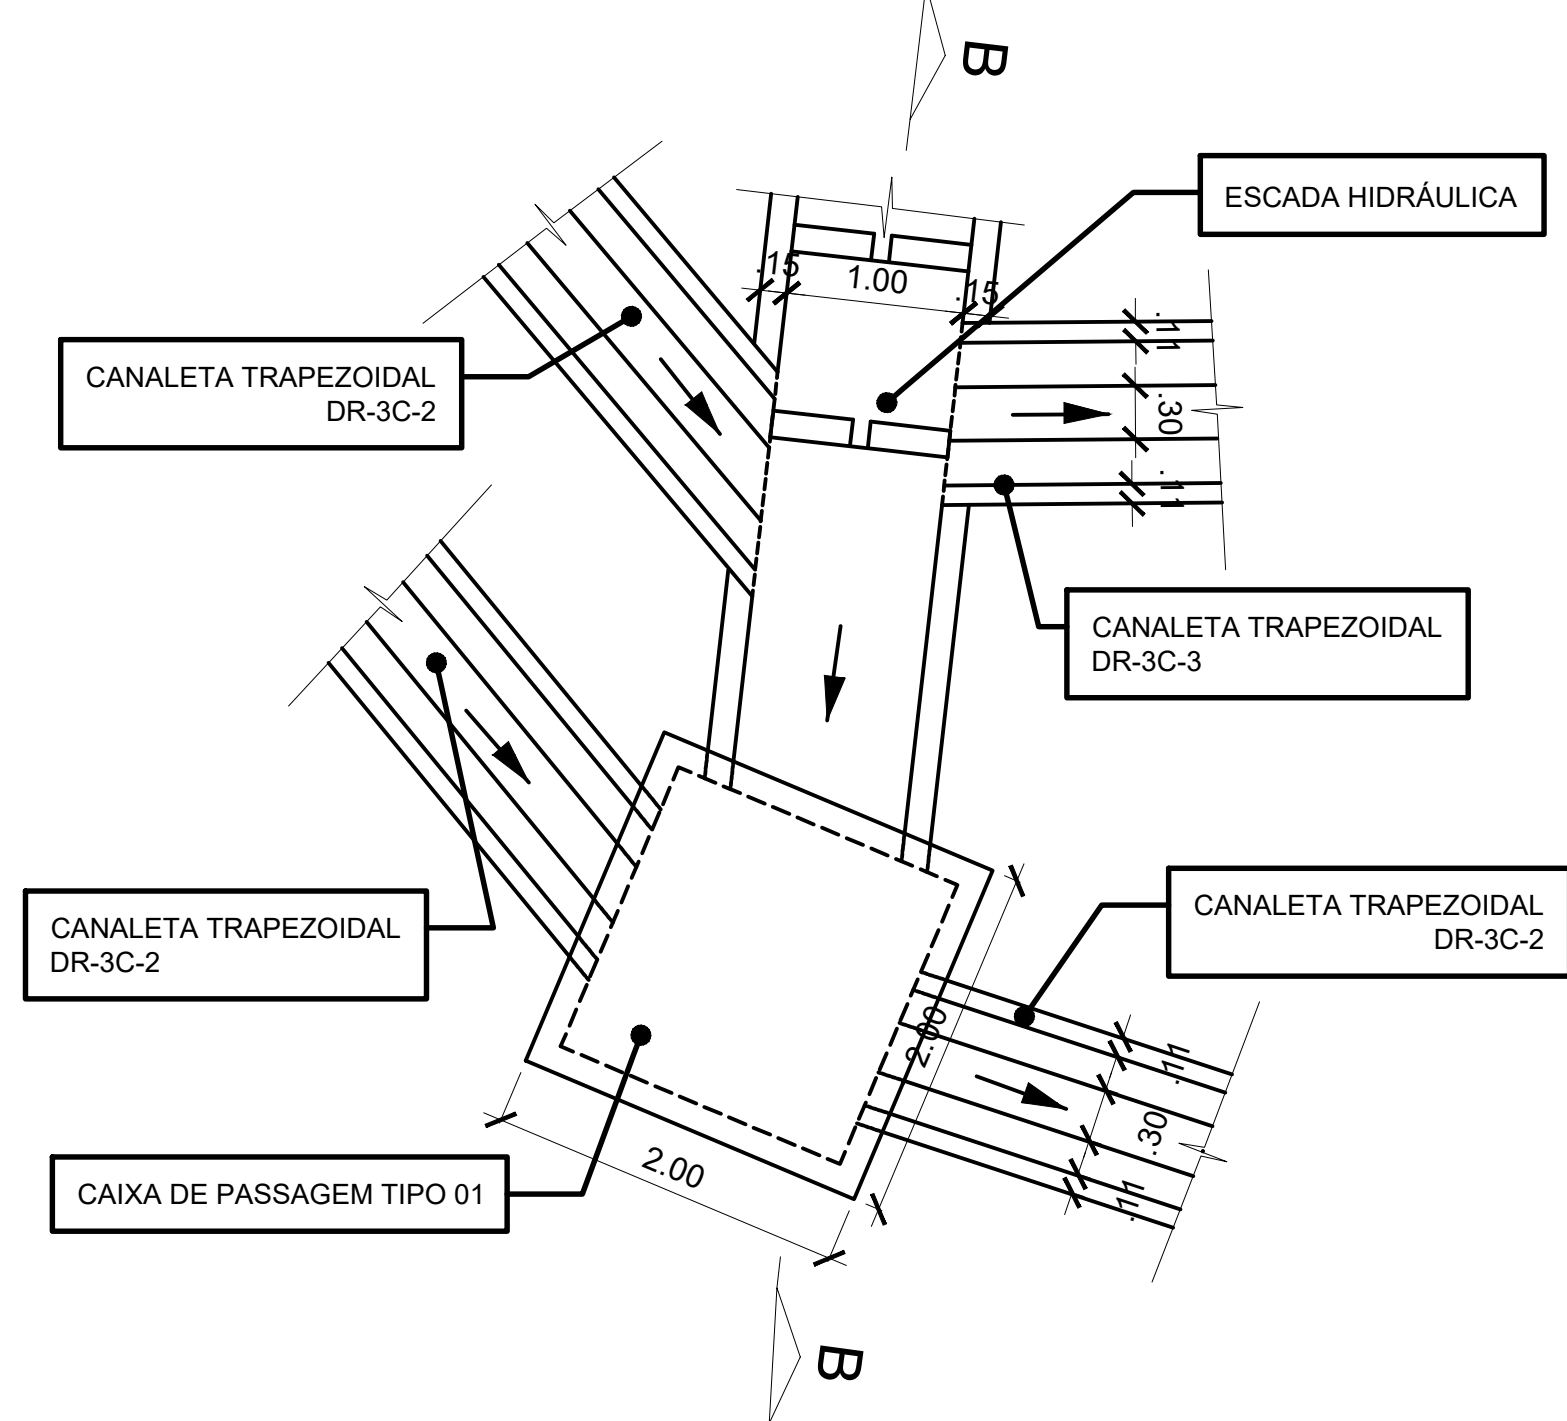 B
ESCADA HIDRÁULICA
.15
1.00
.15
.11
.30
.11
CANALETA TRAPEZOIDAL
DR-3C-2
CANALETA TRAPEZOIDAL
DR-3C-3
CANALETA TRAPEZOIDAL
DR-3C-2
CANALETA TRAPEZOIDAL
DR-3C-2
2.00
.11
.30
.11
2.00
CAIXA DE PASSAGEM TIPO 01
B